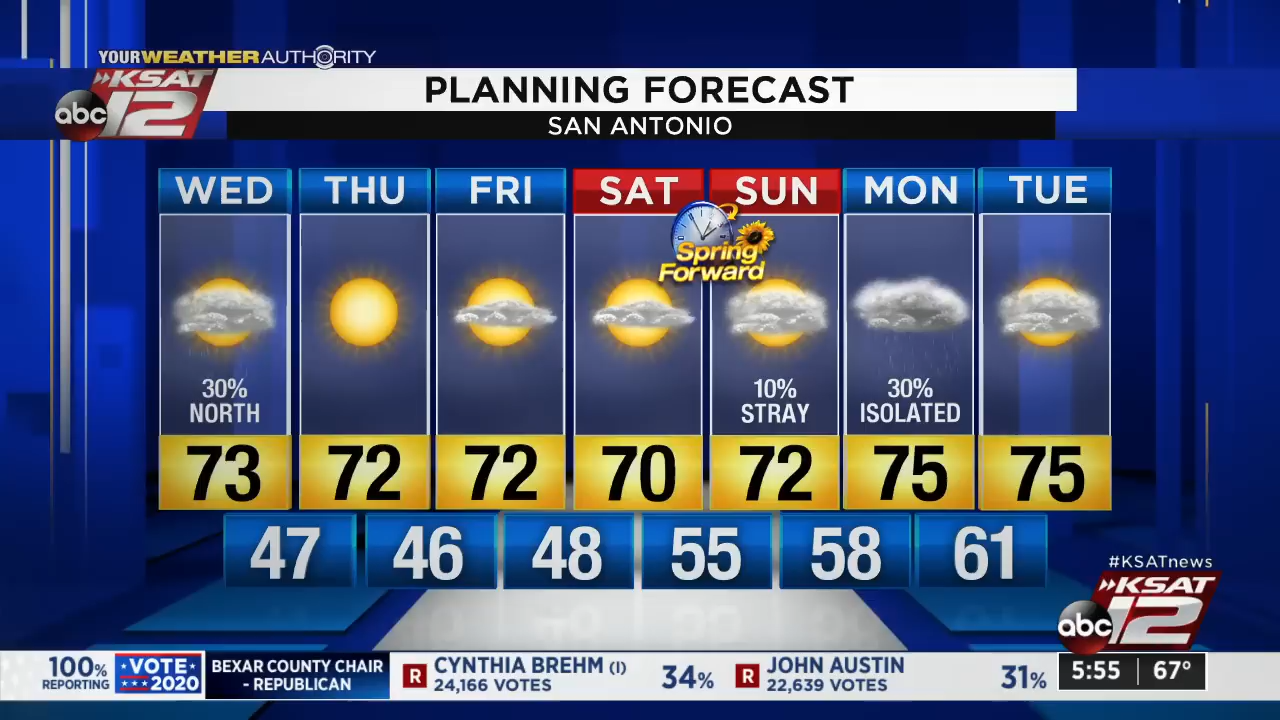 YOURWEATHERAUTHORITY
KSAT
abc 12
PLANNING FORECAST
SAN ANTONIO
WED THU FRI SAT SUN MON TUE
Spring
Forward
30% 10% 30%
NORTH STRAY ISOLATED
73 72 72 70 72 75 75
47 46 48 55 58 61
#KSATnews
KSAT
abc 12
100% REPORTING
VOTE 2020
BEXAR COUNTY CHAIR
- REPUBLICAN
R CYNTHIA BREHM (I)
24,166 VOTES
34%
R JOHN AUSTIN
22,639 VOTES
31%
5:55 67°